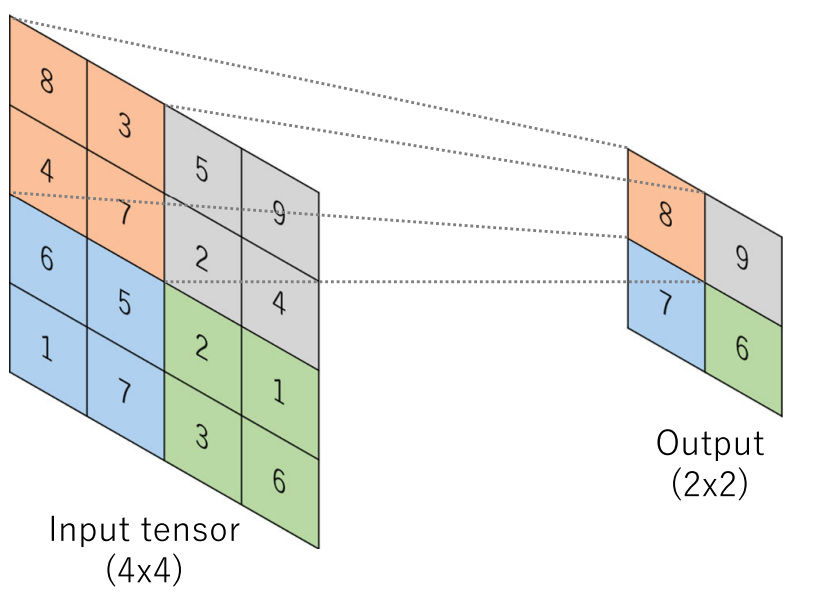 8 3 5 9
4 7 2 4
6 5 2 1
1 7 3 6
Input tensor
(4x4)
8 9
7 6
Output
(2x2)